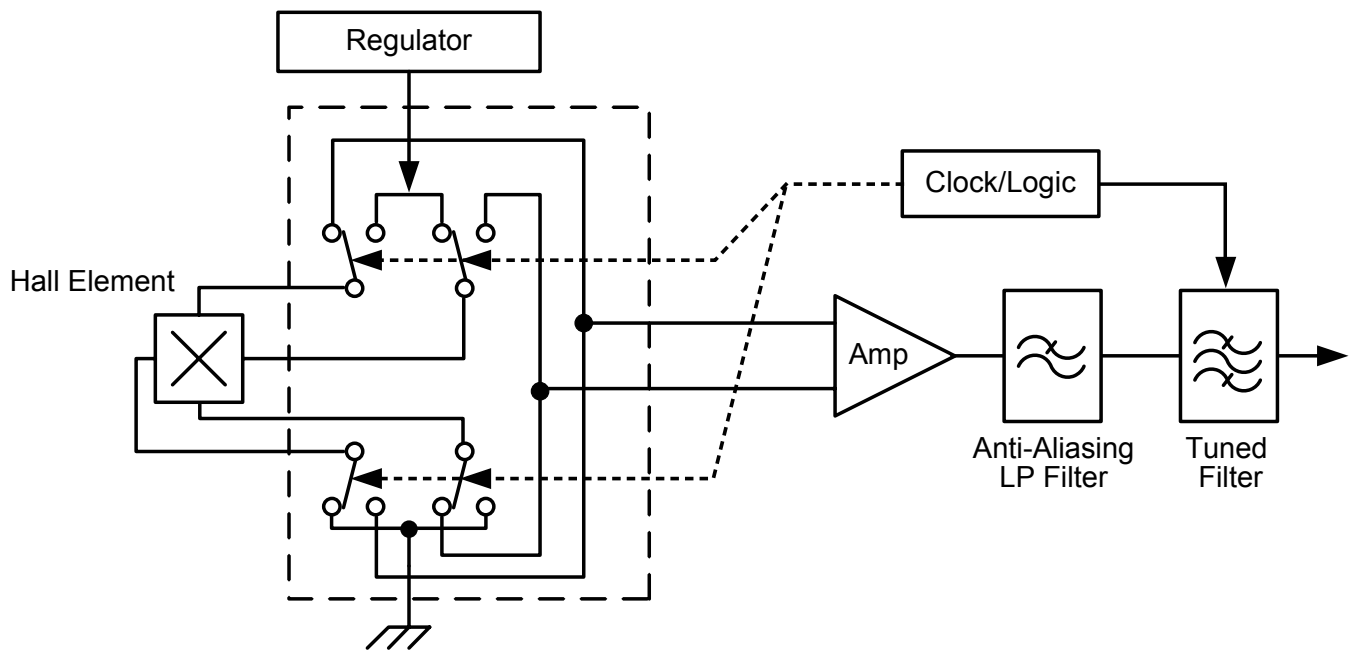 Regulator
Clock/Logic
Hall Element
Amp
Anti-Aliasing
LP Filter
Tuned
Filter